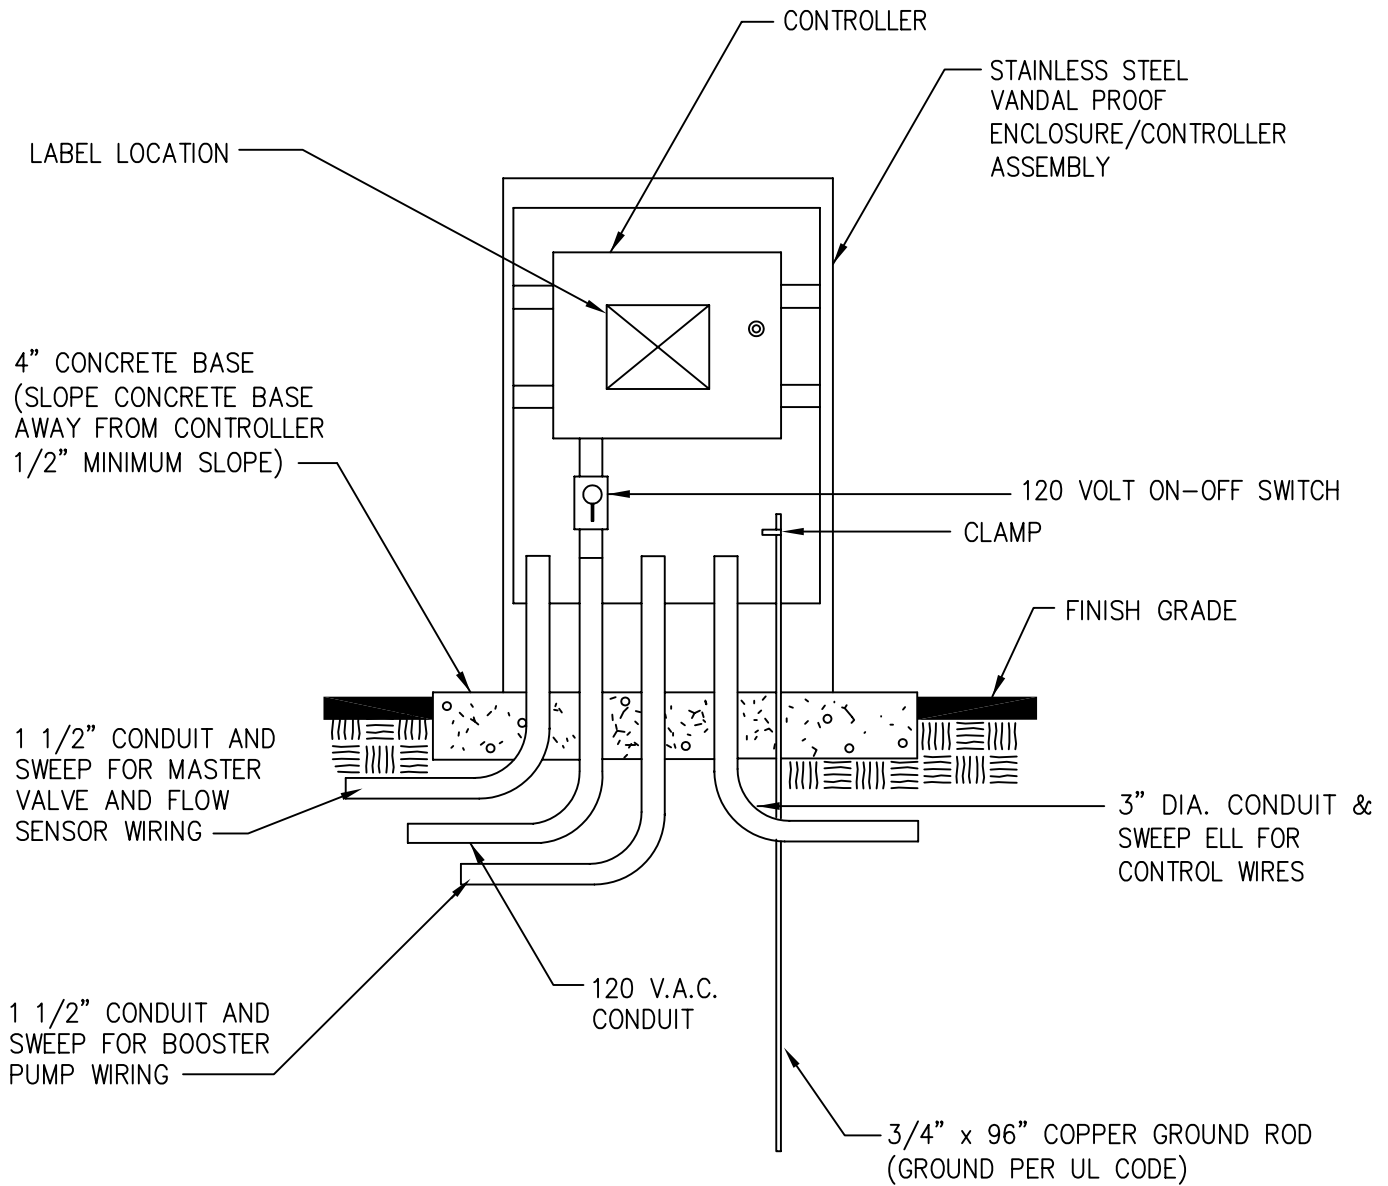 CONTROLLER
STAINLESS STEEL
VANDAL PROOF
ENCLOSURE/CONTROLLER
ASSEMBLY
LABEL LOCATION
4” CONCRETE BASE
(SLOPE CONCRETE BASE
AWAY FROM CONTROLLER
1/2” MINIMUM SLOPE)
120 VOLT ON-OFF SWITCH
CLAMP
FINISH GRADE
1 1/2” CONDUIT AND
SWEEP FOR MASTER
VALVE AND FLOW
SENSOR WIRING
3” DIA. CONDUIT &
SWEEP ELL FOR
CONTROL WIRES
120 V.A.C.
CONDUIT
1 1/2” CONDUIT AND
SWEEP FOR BOOSTER
PUMP WIRING
3/4” x 96” COPPER GROUND ROD
(GROUND PER UL CODE)